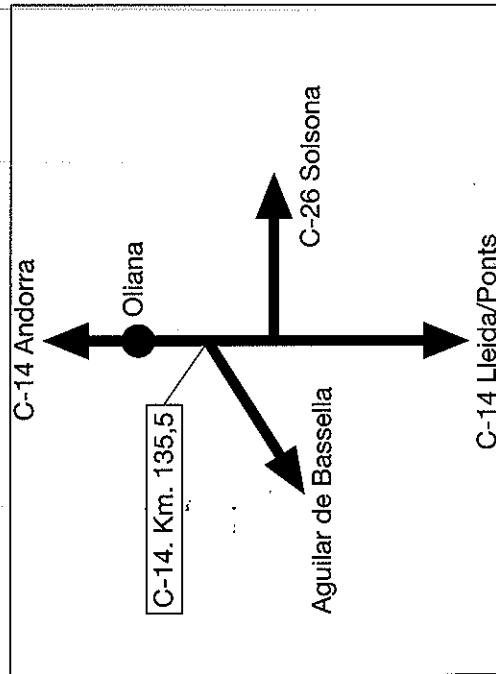 C-14 Andorra
Oliana
C-14. Km. 135,5
C-26 Solsona
Aguilar de Bassella
C-14 Lleida/Ponts